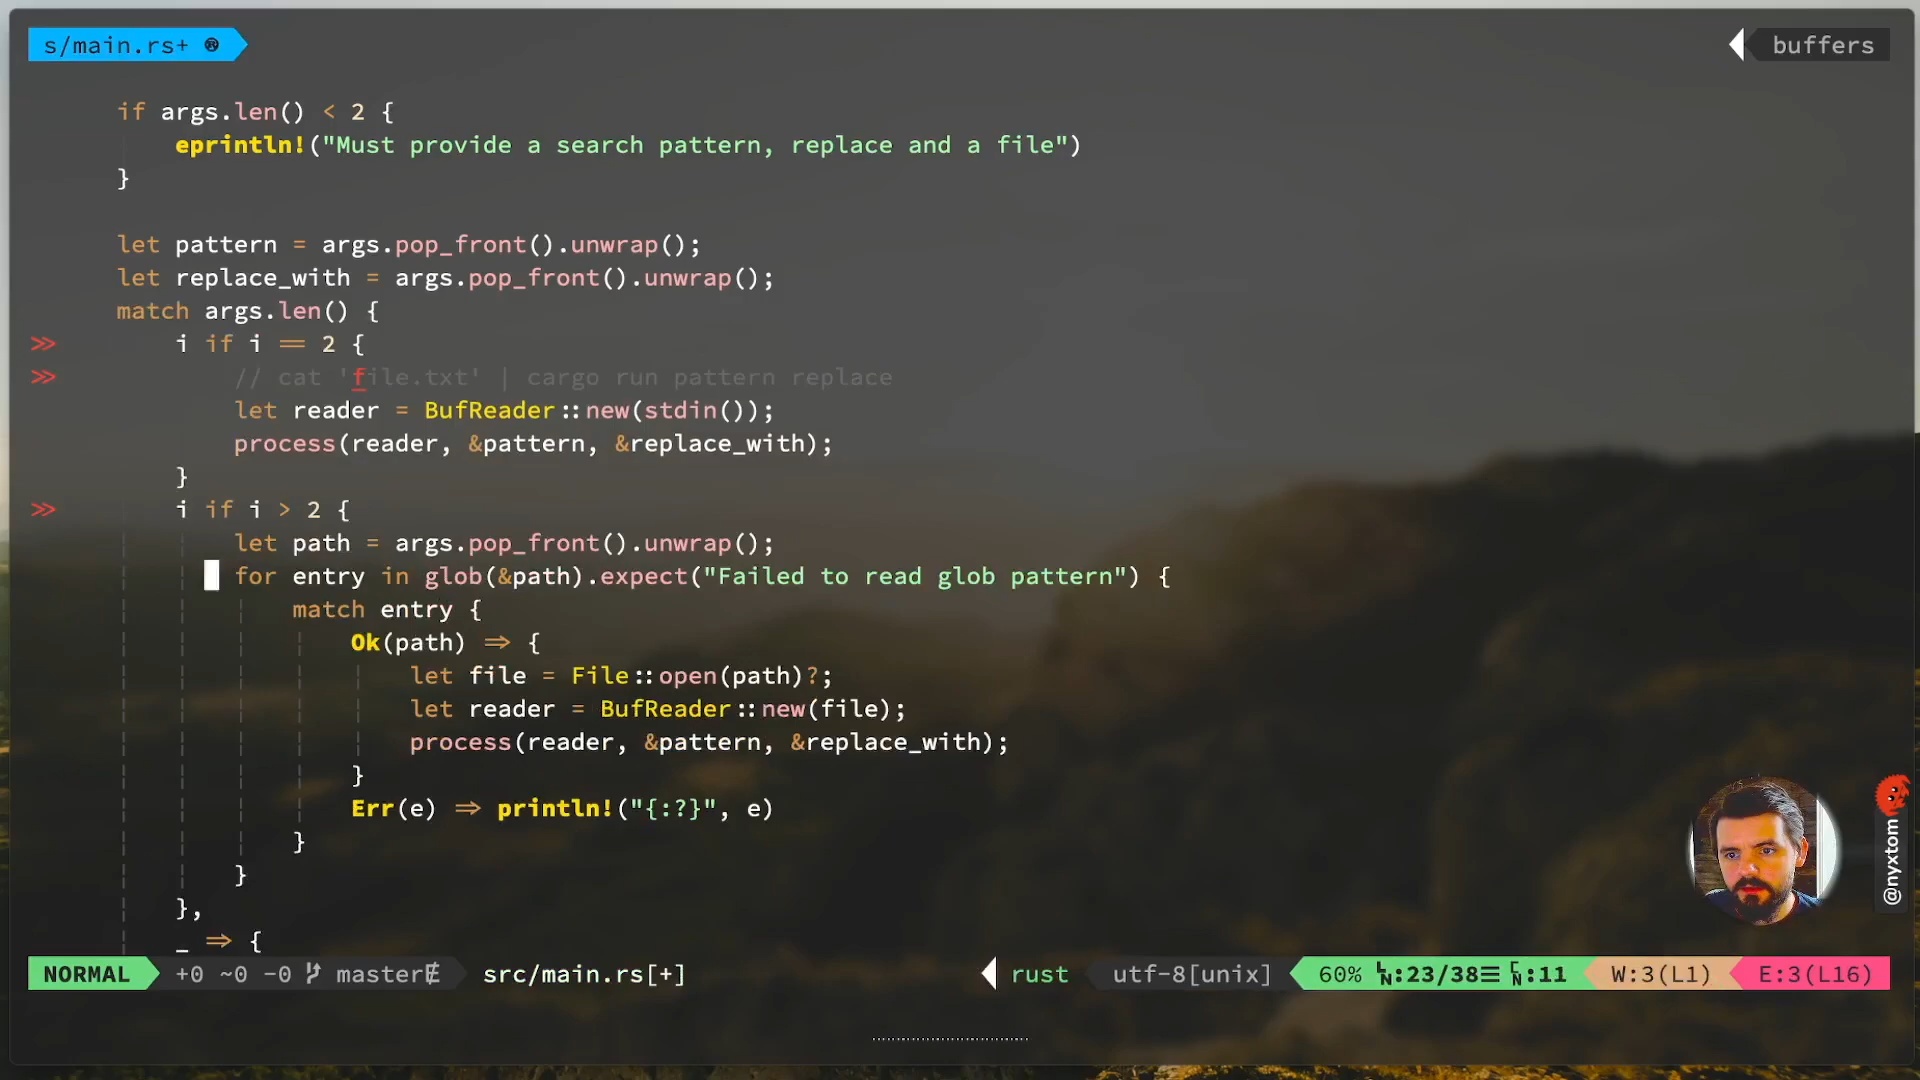 s/main.rs+ ®
buffers
if args.len() < 2 {
    eprintln!("Must provide a search pattern, replace and a file")
}
let pattern = args.pop_front().unwrap();
let replace_with = args.pop_front().unwrap();
match args.len() {
>>    i if i == 2 {
>>        // cat 'file.txt' | cargo run pattern replace
        let reader = BufReader::new(stdin());
        process(reader, &pattern, &replace_with);
    }
>>    i if i > 2 {
        let path = args.pop_front().unwrap();
        for entry in glob(&path).expect("Failed to read glob pattern") {
            match entry {
                Ok(path) => {
                    let file = File::open(path)?;
                    let reader = BufReader::new(file);
                    process(reader, &pattern, &replace_with);
                }
                Err(e) => println!("{:?}", e)
            }
        }
    },
    _ => {
@nyxtom
NORMAL +0 ~0 -0 master src/main.rs[+] rust utf-8[unix] 60% LN:23/38≡ CN:11 W:3(L1) E:3(L16)